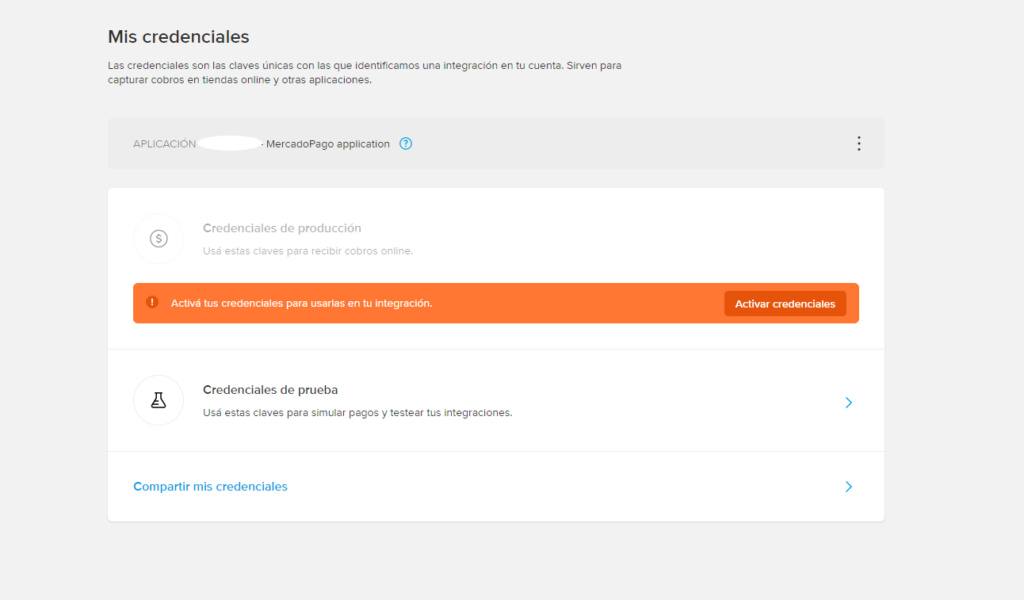 Mis credenciales
Las credenciales son las claves únicas con las que identificamos una integración en tu cuenta. Sirven para
capturar cobros en tiendas online y otras aplicaciones.
APLICACIÓN - MercadoPago application ?
$
Credenciales de producción
Usá estas claves para recibir cobros online.
! Activá tus credenciales para usarlas en tu integración. Activar credenciales
Credenciales de prueba
Usá estas claves para simular pagos y testear tus integraciones.
Compartir mis credenciales